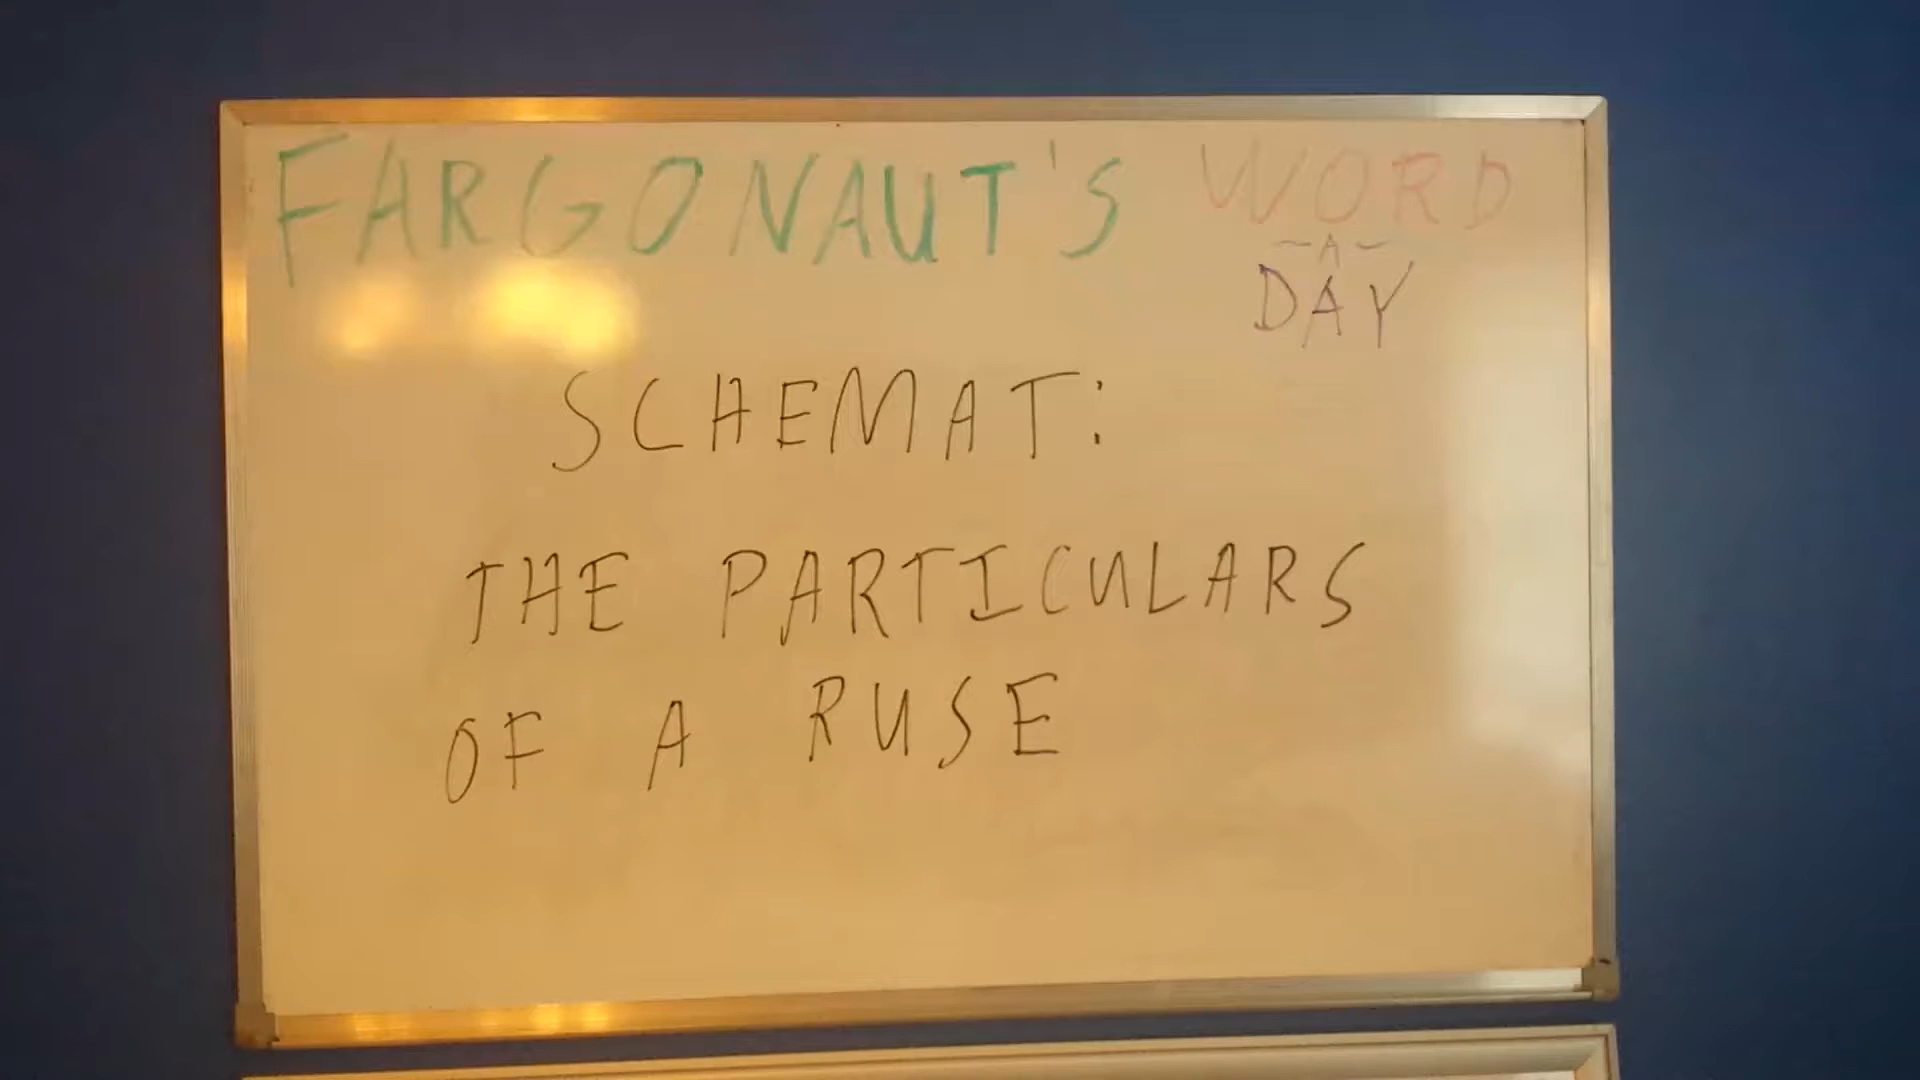 FARGONAUT'S WORD
-A-
DAY
SCHEMAT:
THE PARTICULARS
OF A RUSE